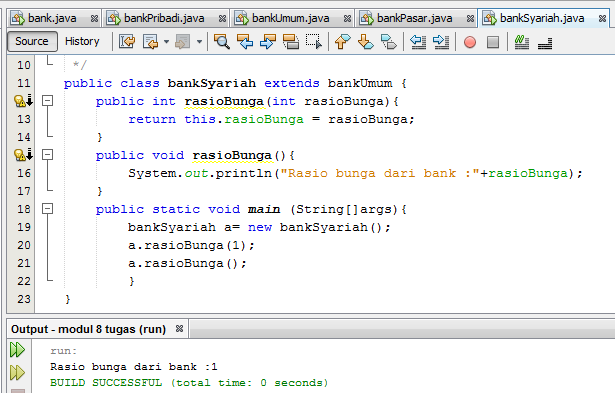 bank.java bankPribadi.java bankUmum.java bankPasar.java bankSyariah.java
Source History
10 */
11 public class bankSyariah extends bankUmum {
public int rasioBunga(int rasioBunga){
13 return this.rasioBunga = rasioBunga;
14 }
public void rasioBunga(){
16 System.out.println("Rasio bunga dari bank :"+rasioBunga);
17 }
18 public static void main (String[]args){
19 bankSyariah a= new bankSyariah();
20 a.rasioBunga(1);
21 a.rasioBunga();
22 }
23 }
Output - modul 8 tugas (run)
run:
Rasio bunga dari bank :1
BUILD SUCCESSFUL (total time: 0 seconds)